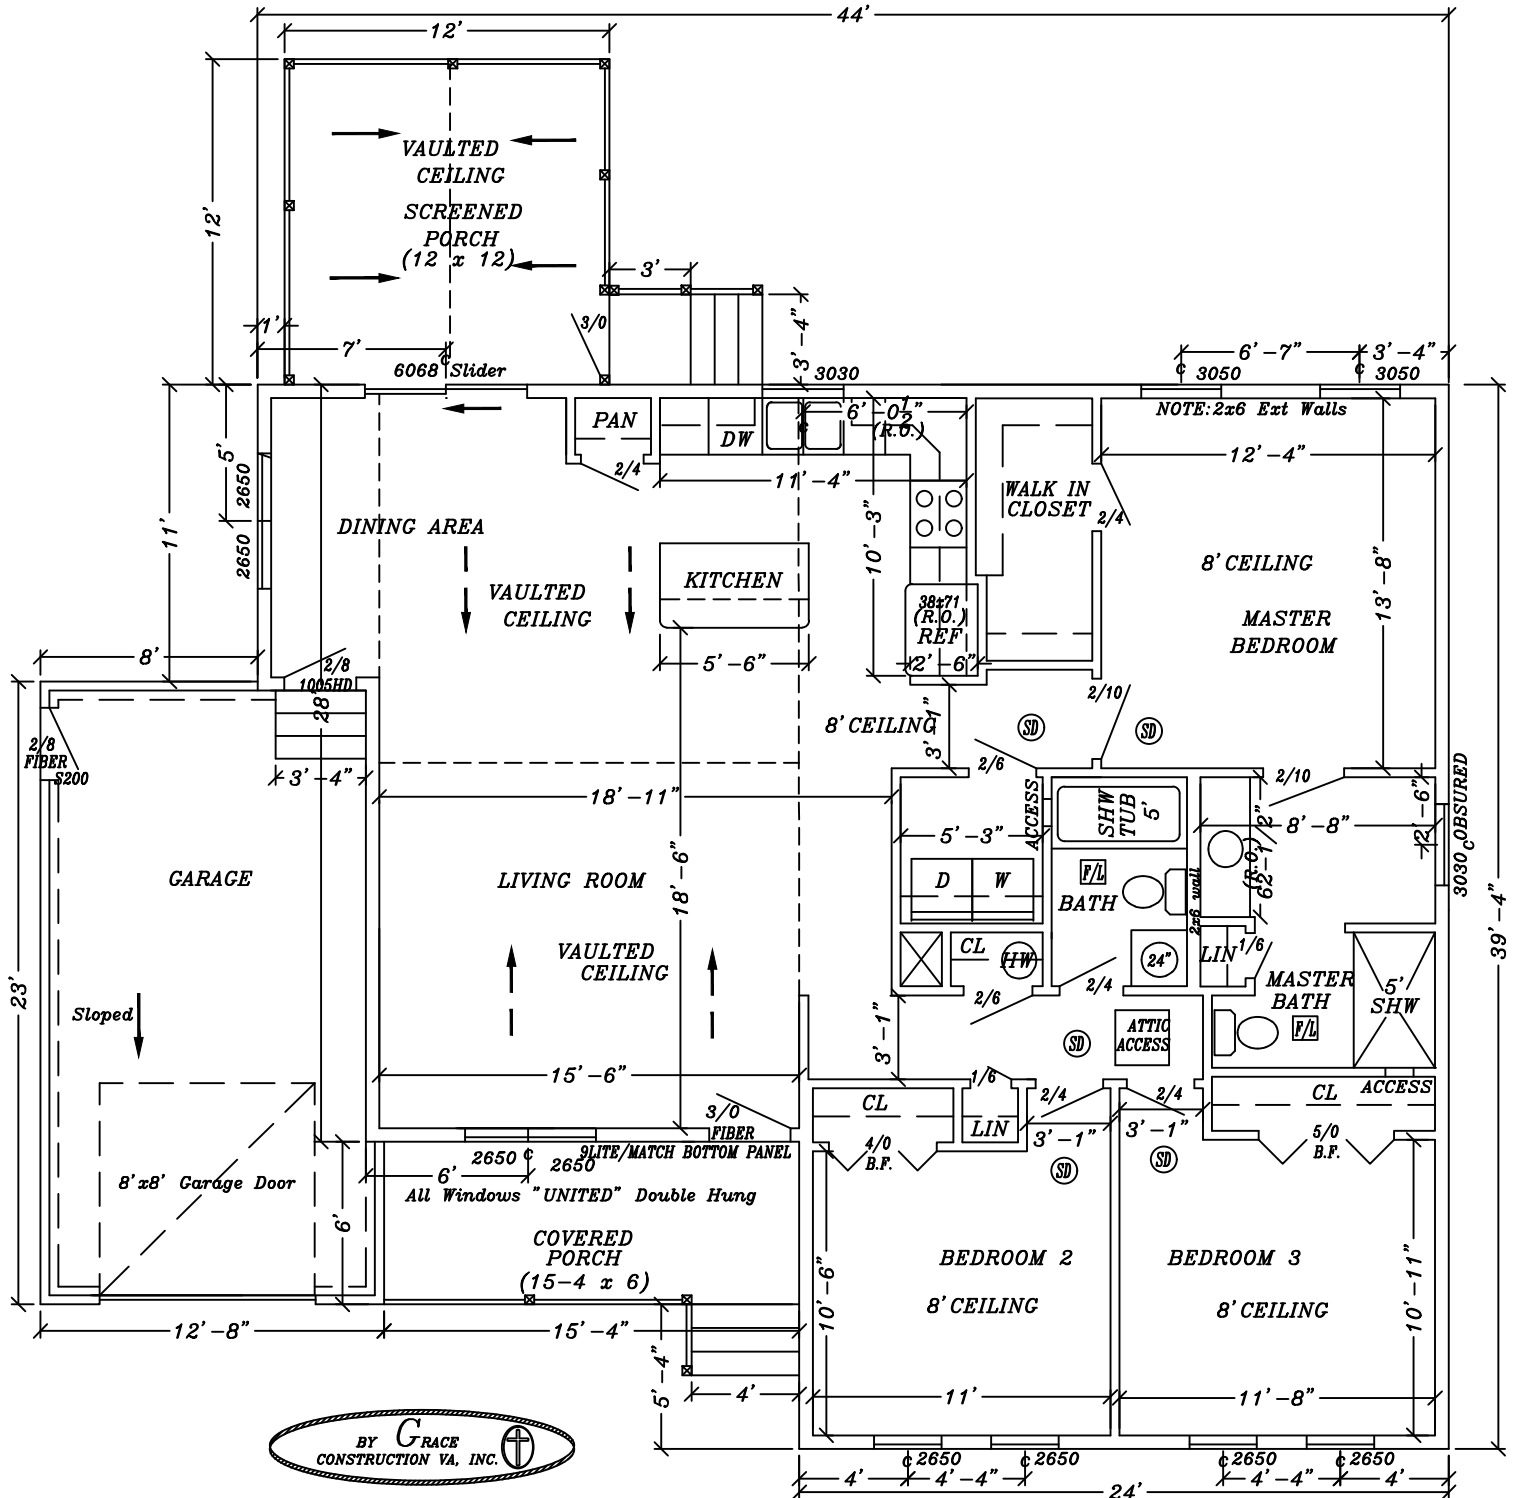 44'
12'
VAULTED
CEILING
SCREENED
PORCH
(12 x 12)
12'
3'
1'
7'
3/0
3'-4"
6'-7"
3'-4"
6068 Slider
C
3030
C 3050
C 3050
NOTE:2x6 Ext Walls
PAN
DW
C
6'-0 1/2"
(R.O.)
12'-4"
2/4
11'-4"
5'
2650
2650
11'
DINING AREA
WALK IN
CLOSET
2/4
10'-3"
8' CEILING
13'-8"
KITCHEN
VAULTED
CEILING
38x71
(R.O.)
REF
MASTER
BEDROOM
8'
2/8
1005HD
28'
5'-6"
2'-6"
2/10
8' CEILING
3'-1"
SD
SD
2/8
FIBER
S200
3'-4"
2/6
2/10
18'-11"
ACCESS
SHW
TUB
5'
5'-3"
8'-8"
2'-6"
3030 C OBSURED
62-1/2"
(R.O.)
GARAGE
LIVING ROOM
18'-6"
D
W
F/L
BATH
2x6 wall
39'-4"
VAULTED
CEILING
CL
HW
24"
LIN
1/6
23'
Sloped
2/6
2/4
MASTER
BATH
5'
SHW
F/L
3'-1"
SD
ATTIC
ACCESS
15'-6"
1/6
2/4
2/4
ACCESS
CL
CL
3/0
FIBER
LIN
3'-1"
3'-1"
4/0
B.F.
5/0
B.F.
9LITE/MATCH BOTTOM PANEL
2650 C
2650
SD
SD
6'
8'x8' Garage Door
All Windows "UNITED" Double Hung
6'
COVERED
PORCH
(15-4 x 6)
BEDROOM 2
BEDROOM 3
10'-6"
8' CEILING
8' CEILING
10'-11"
12'-8"
15'-4"
5'-4"
4'
11'
11'-8"
BY GRACE
CONSTRUCTION VA, INC.
C 2650
C 2650
C 2650
C 2650
4'
4'-4"
4'-4"
4'
24'